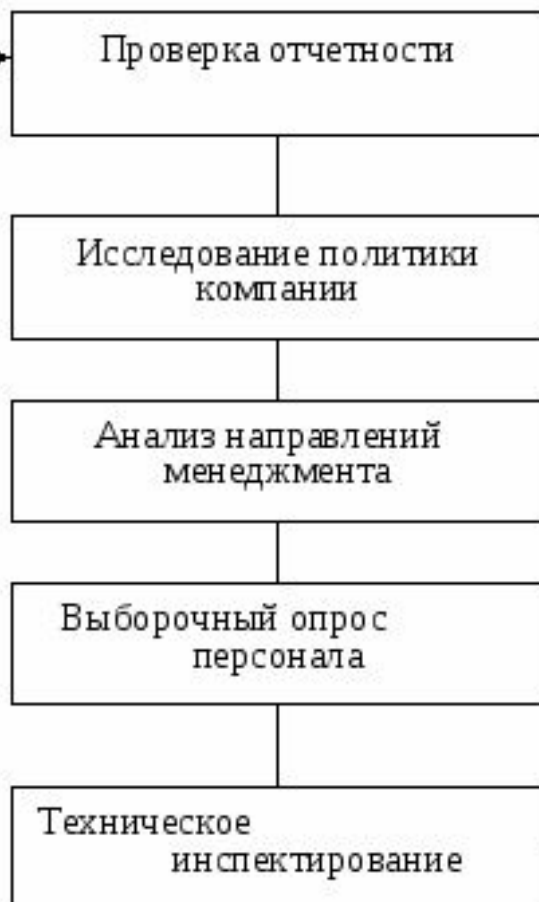 Проверка отчетности
Исследование политики
компании
Анализ направлений
менеджмента
Выборочный опрос
персонала
Техническое
инспектирование